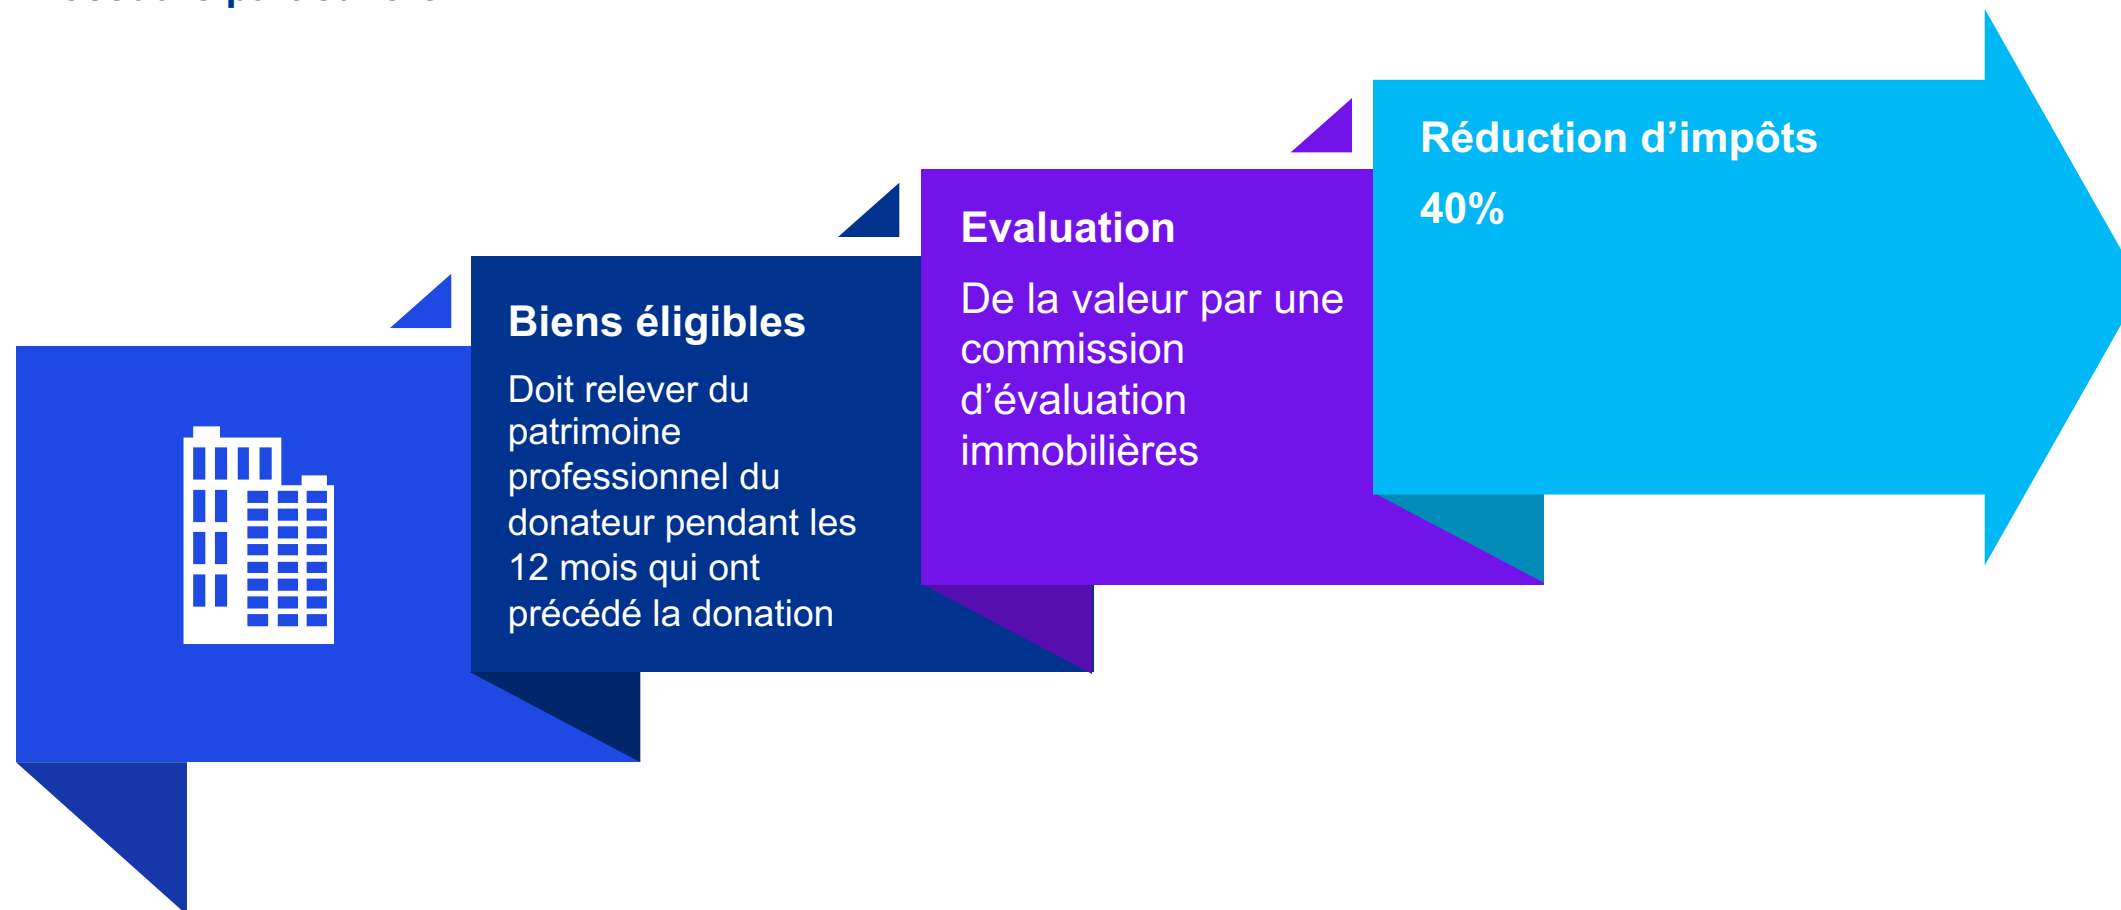 Biens éligibles
Doit relever du
patrimoine
professionnel du
donateur pendant les
12 mois qui ont
précédé la donation
Evaluation
De la valeur par une
commission
d’évaluation
immobilières
Réduction d’impôts
40%